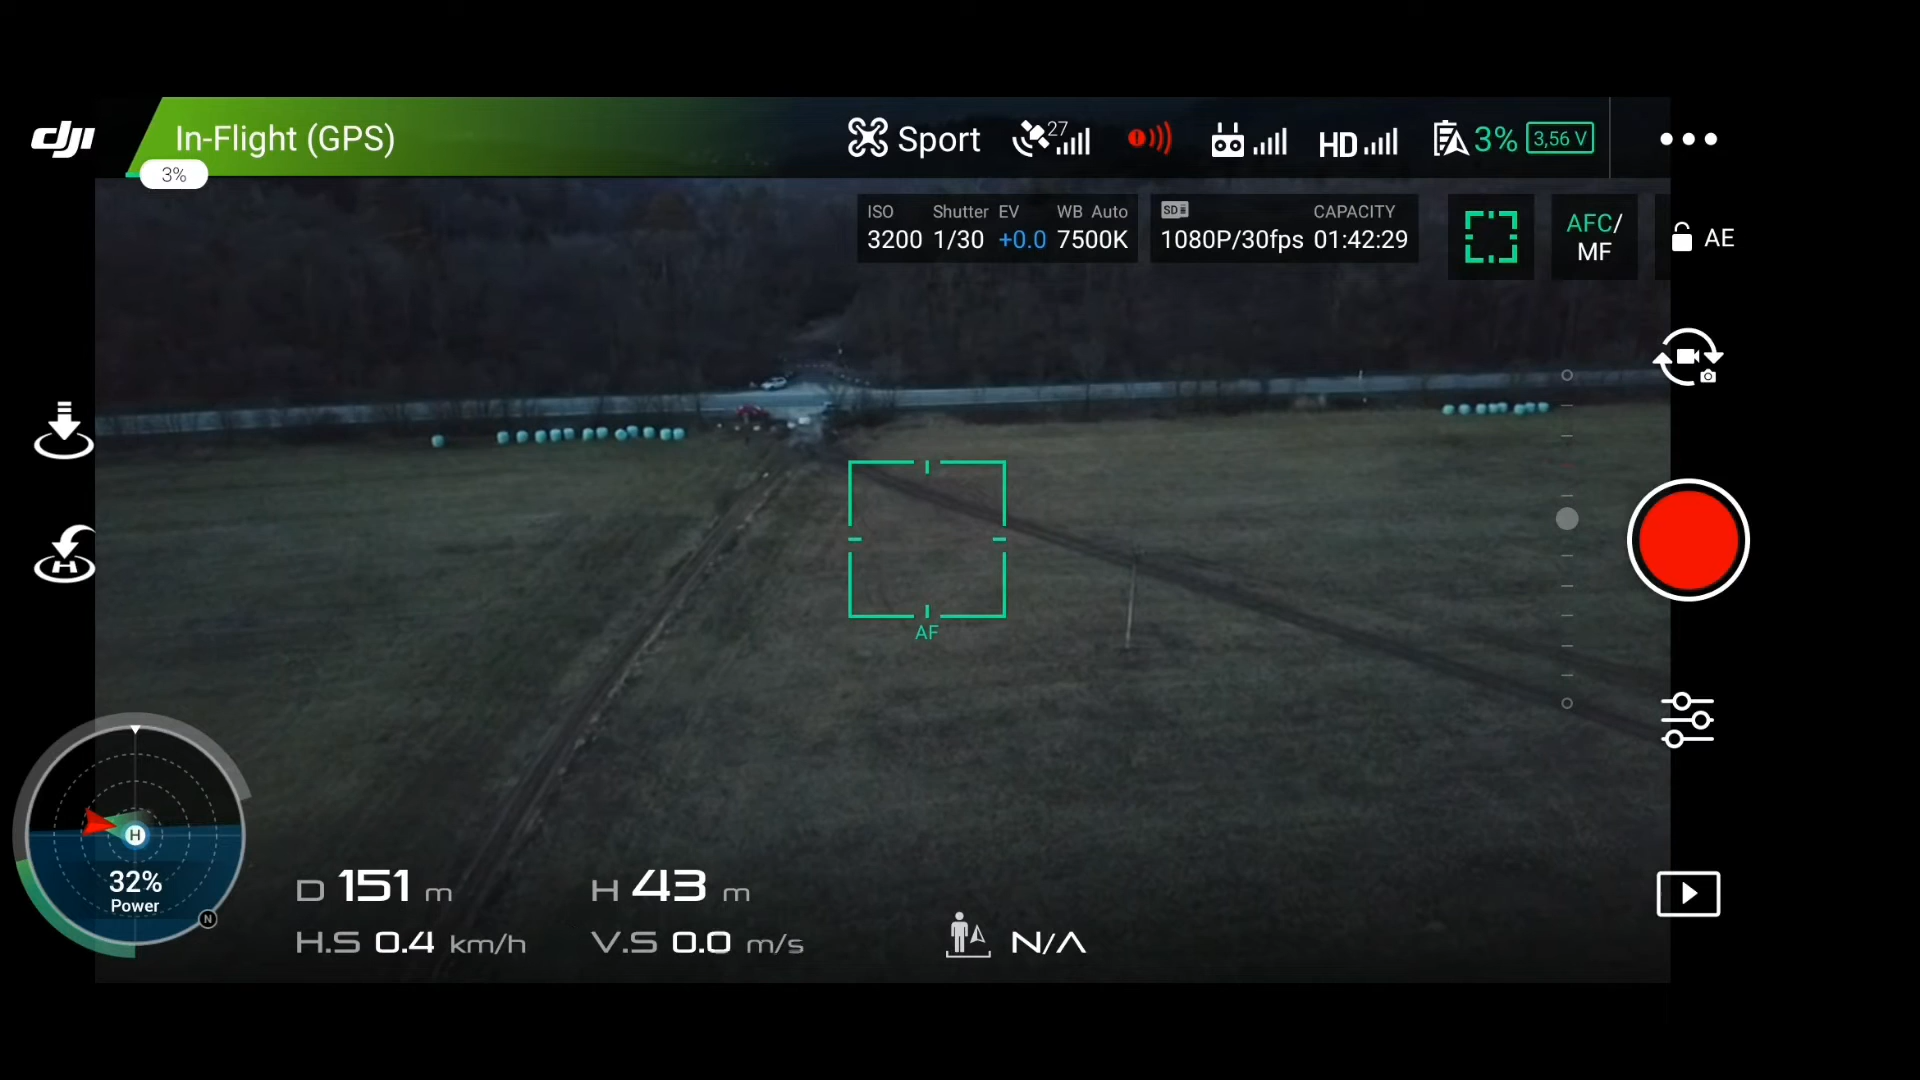 dji
In-Flight (GPS)
Sport
27
HD
3%
3,56 V
3%
ISO Shutter EV WB Auto
3200 1/30 +0.0 7500K
SD CAPACITY
1080P/30fps 01:42:29
AFC/
MF
AE
AF
H
H
32%
Power
N
D 151 m
H 43 m
H.S 0.4 km/h
V.S 0.0 m/s
N/A